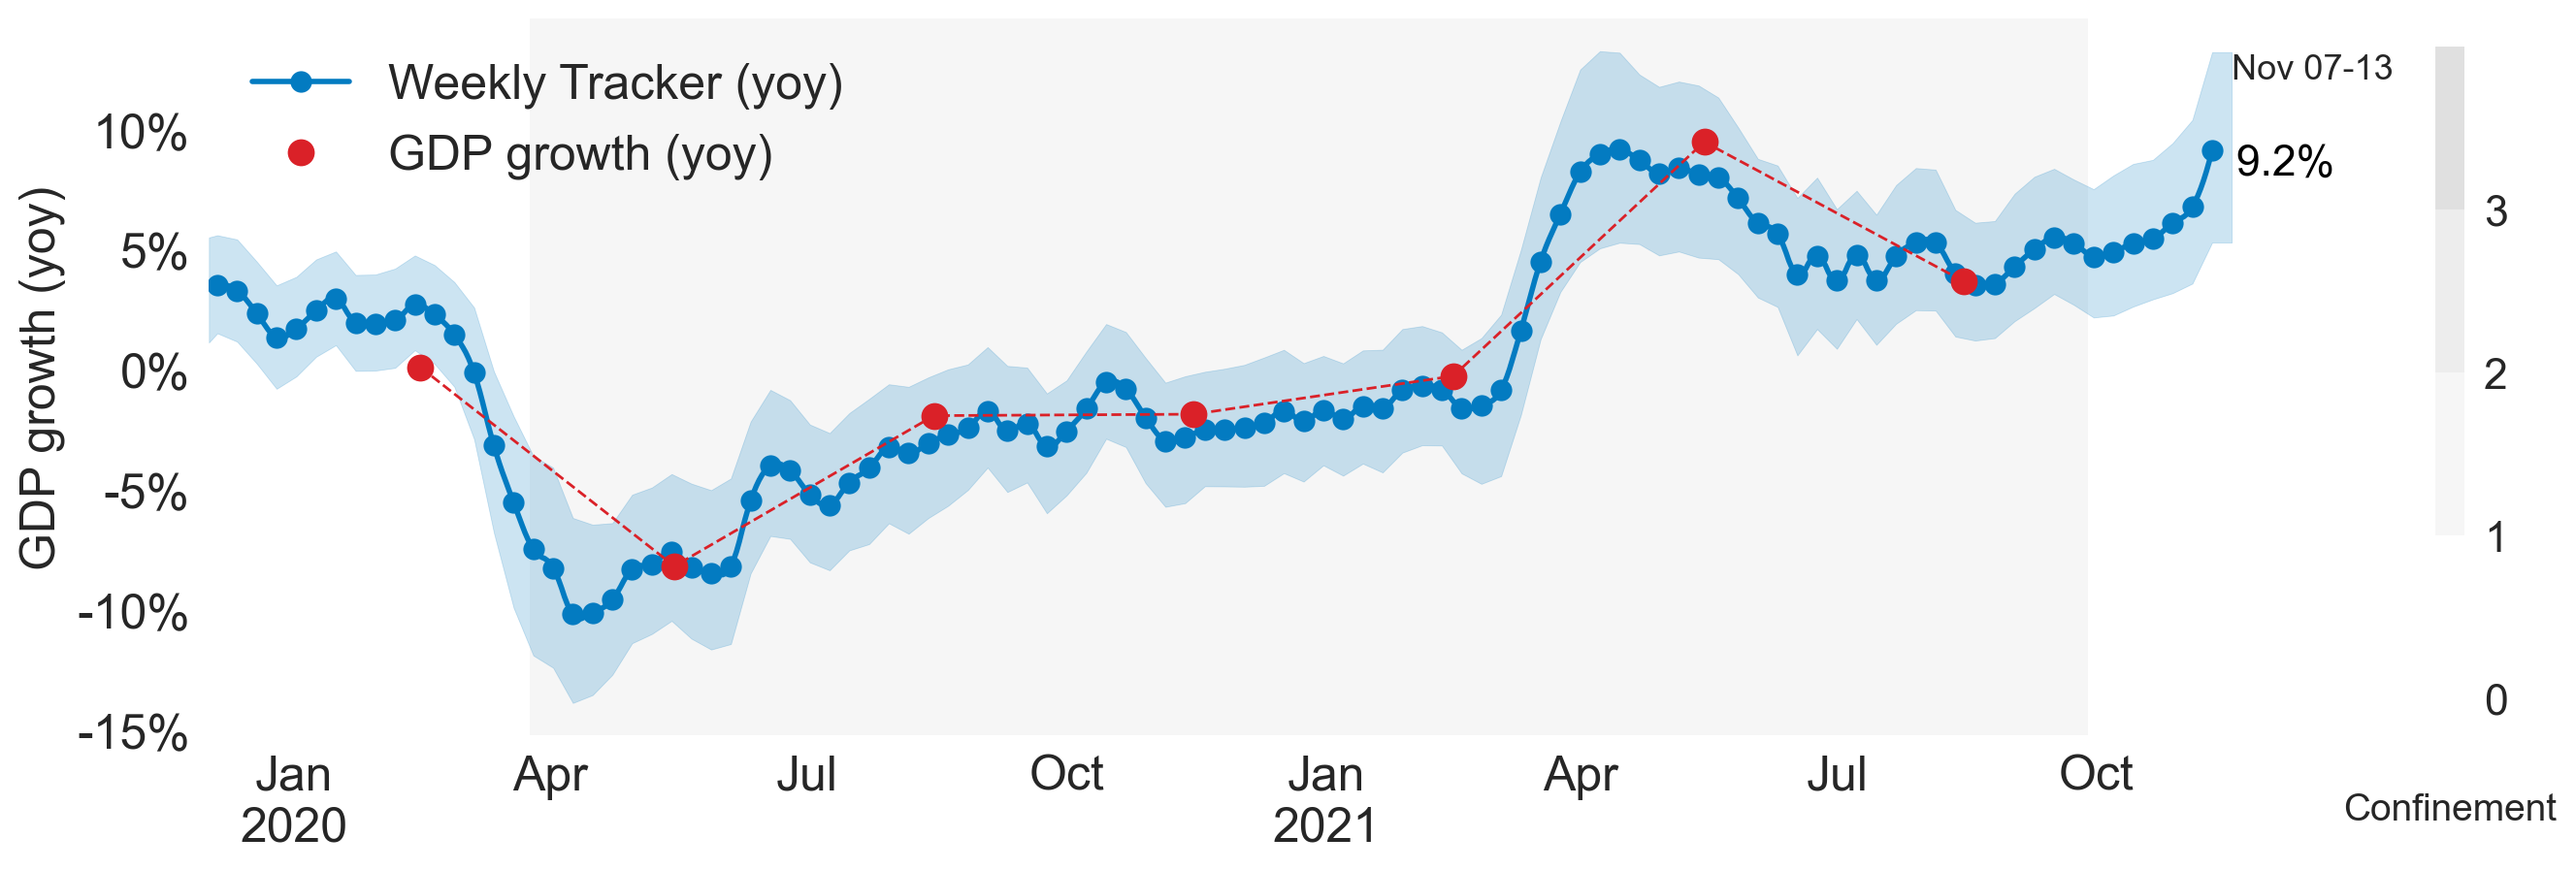 Weekly Tracker (yoy)
GDP growth (yoy)
Nov 07-13
9.2%
GDP growth (yoy)
10%
5%
0%
-5%
-10%
-15%
Jan
2020
Apr
Jul
Oct
Jan
2021
Apr
Jul
Oct
3
2
1
0
Confinement